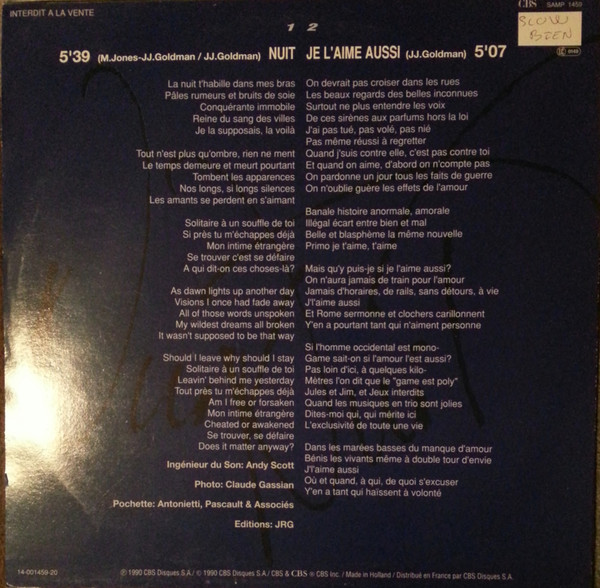 INTERDIT A LA VENTE
CBS SAMP 1459
SLOW
BIEN
1 2
5'39 (M.Jones-JJ.Goldman / JJ.Goldman) NUIT JE L'AIME AUSSI (JJ.Goldman) 5'07
La nuit t'habille dans mes bras
Pâles rumeurs et bruits de soie
Conquérante immobile
Reine du sang des villes
Je la supposais, la voilà
Tout n'est plus qu'ombre, rien ne ment
Le temps demeure et meurt pourtant
Tombent les apparences
Nos longs, si longs silences
Les amants se perdent en s'aimant
Solitaire à un souffle de toi
Si près tu m'échappes déjà
Mon intime étrangère
Se trouver c'est se défaire
A qui dit-on ces choses-là?
As dawn lights up another day
Visions I once had fade away
All of those words unspoken
My wildest dreams all broken
It wasn't supposed to be that way
Should I leave why should I stay
Solitaire à un souffle de toi
Leavin' behind me yesterday
Tout près tu m'échappes déjà
Am I free or forsaken
Mon intime étrangère
Cheated or awakened
Se trouver, se défaire
Does it matter anyway?
Ingénieur du Son: Andy Scott
Photo: Claude Gassian
Pochette: Antonietti, Pascault & Associés
Editions: JRG
On devrait pas croiser dans les rues
Les beaux regards des belles inconnues
Surtout ne plus entendre les voix
De ces sirènes aux parfums hors la loi
J'ai pas tué, pas volé, pas nié
Pas même réussi à regretter
Quand j'suis contre elle, c'est pas contre toi
Et quand on aime, d'abord on n'compte pas
On pardonne un jour tous les faits de guerre
On n'oublie guère les effets de l'amour
Banale histoire anormale, amorale
Illégal écart entre bien et mal
Belle et blasphème la même nouvelle
Primo je t'aime, t'aime
Mais qu'y puis-je si je l'aime aussi?
On n'aura jamais de train pour l'amour
Jamais d'horaires, de rails, sans détours, à vie
J'l'aime aussi
Et Rome sermonne et clochers carillonnent
Y'en a pourtant tant qui n'aiment personne
Si l'homme occidental est mono-
Game sait-on si l'amour l'est aussi?
Pas loin d'ici, à quelques kilo-
Mètres l'on dit que le "game est poly"
Jules et Jim, et Jeux interdits
Quand les musiques en trio sont jolies
Dites-moi qui, qui mérite ici
L'exclusivité de toute une vie
Dans les marées basses du manque d'amour
Bénis les vivants même à double tour d'envie
J'l'aime aussi
Où et quand, à qui, de quoi s'excuser
Y'en a tant qui haïssent à volonté
14-001459-20
℗ 1990 CBS Disques S.A./ © 1990 CBS Disques S.A./ CBS & CBS ® CBS Inc. / Made in Holland / Distribué en France par CBS Disques S.A.